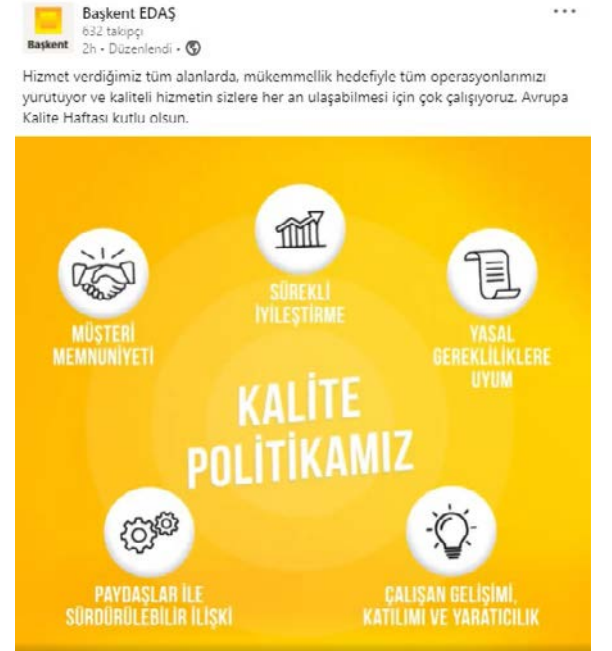 Başkent EDAŞ
632 takipçi
Başkent
2h • Düzenlendi •
Hizmet verdiğimiz tüm alanlarda, mükemmellik hedefiyle tüm operasyonlarımızı
yürütüyor ve kaliteli hizmetin sizlere her an ulaşabilmesi için çok çalışıyoruz. Avrupa
Kalite Haftası kutlu olsun.
SÜREKLİ
İYİLEŞTİRME
MÜŞTERİ
MEMNUNİYETİ
YASAL
GEREKLİLİKLERE
UYUM
KALİTE
POLİTİKAMIZ
PAYDAŞLAR İLE
SÜRDÜRÜLEBİLİR İLİŞKİ
ÇALIŞAN GELİŞİMİ,
KATILIMI VE YARATICILIK